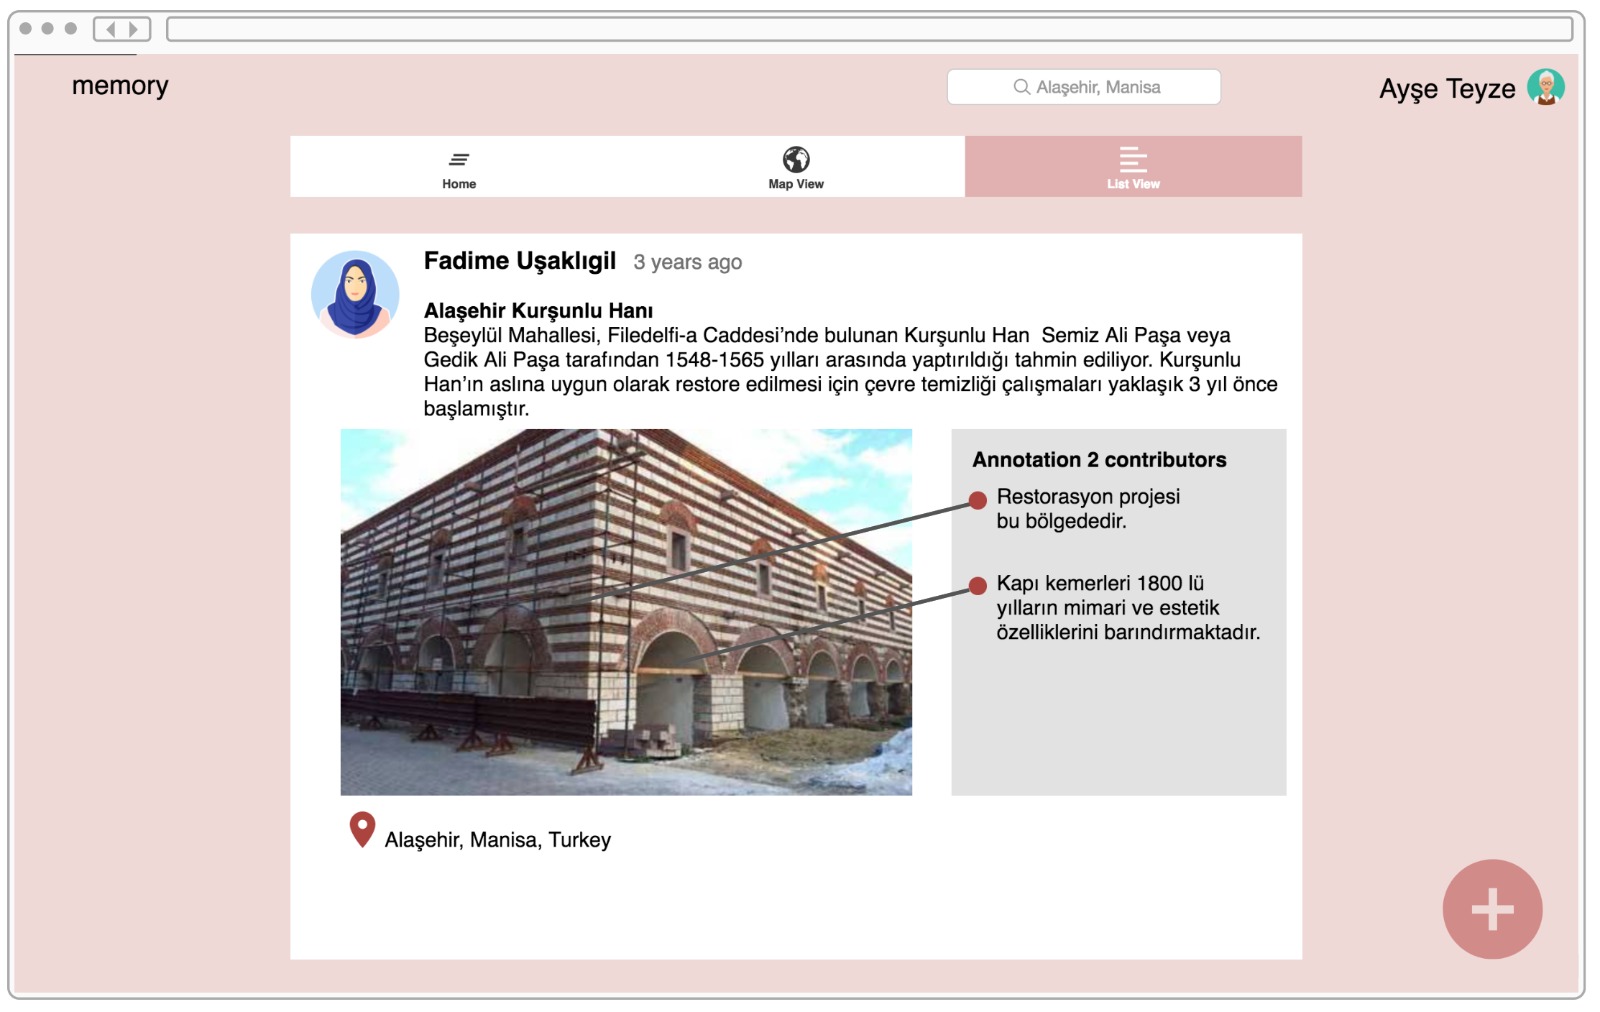 memory
Alaşehir, Manisa
Ayşe Teyze
Home
Map View
List View
Fadime Uşaklıgil 3 years ago
Alaşehir Kurşunlu Hanı
Beşeylül Mahallesi, Filedelfi-a Caddesi’nde bulunan Kurşunlu Han Semiz Ali Paşa veya
Gedik Ali Paşa tarafından 1548-1565 yılları arasında yaptırıldığı tahmin ediliyor. Kurşunlu
Han’ın aslına uygun olarak restore edilmesi için çevre temizliği çalışmaları yaklaşık 3 yıl önce
başlamıştır.
Annotation 2 contributors
Restorasyon projesi
bu bölgededir.
Kapı kemerleri 1800 lü
yılların mimari ve estetik
özelliklerini barındırmaktadır.
Alaşehir, Manisa, Turkey